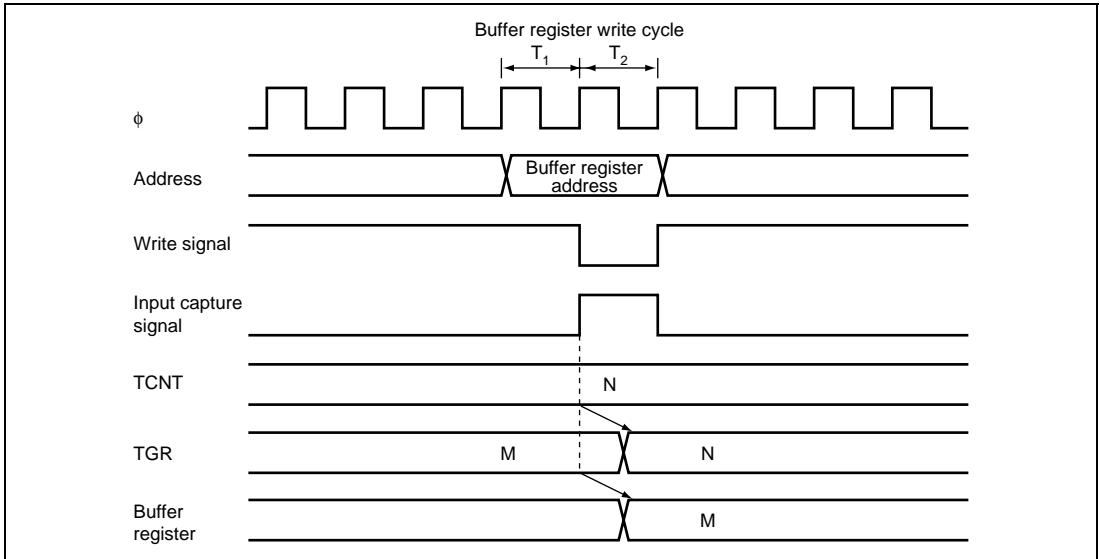 Buffer register write cycle
T1 T2
φ
Address
Buffer register
address
Write signal
Input capture
signal
TCNT
N
TGR
M N
Buffer
register
M